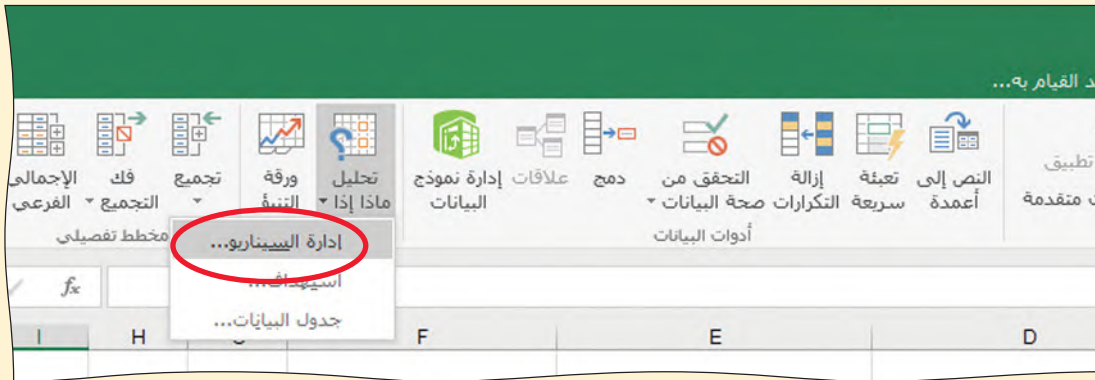 د القيام به...
تطبيق
ت متقدمة
النص إلى أعمدة
تعبئة سريعة
إزالة التكرارات
التحقق من صحة البيانات
دمج
علاقات
إدارة نموذج البيانات
تحليل ماذا إذا
ورقة التنبؤ
تجميع
فك التجميع
الإجمالي الفرعي
أدوات البيانات
مخطط تفصيلي
إدارة السيناريو...
استهداف...
جدول البيانات...
fx
D
E
F
H
I